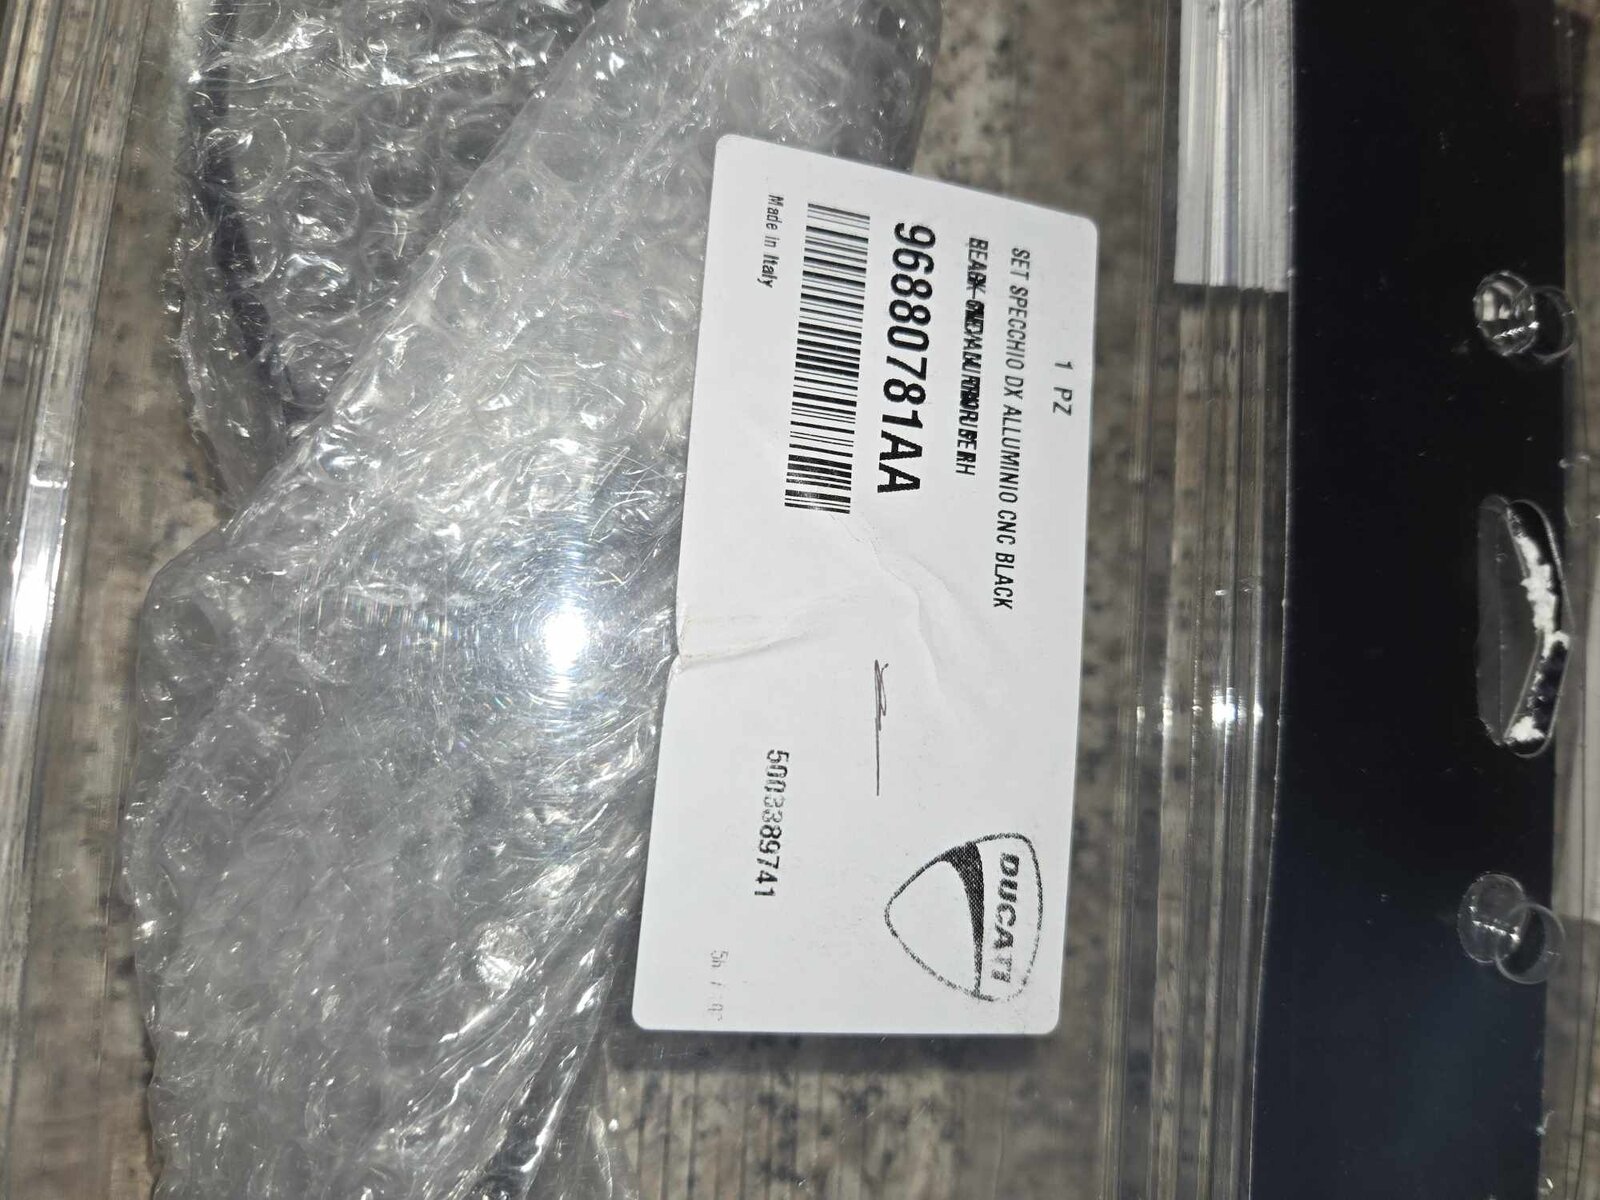 1 PZ
SET SPECCHIO DX ALLUMINIO CNC BLACK
96880781AA
Made in Italy
DUCATI
5003389741